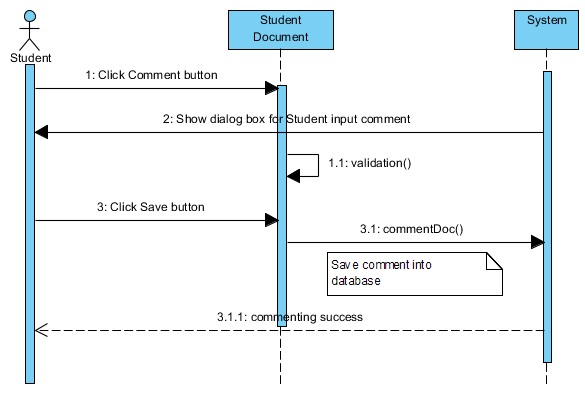 Student
Student
Document
System
1: Click Comment button
2: Show dialog box for Student input comment
1.1: validation()
3: Click Save button
3.1: commentDoc()
Save comment into
database
3.1.1: commenting success